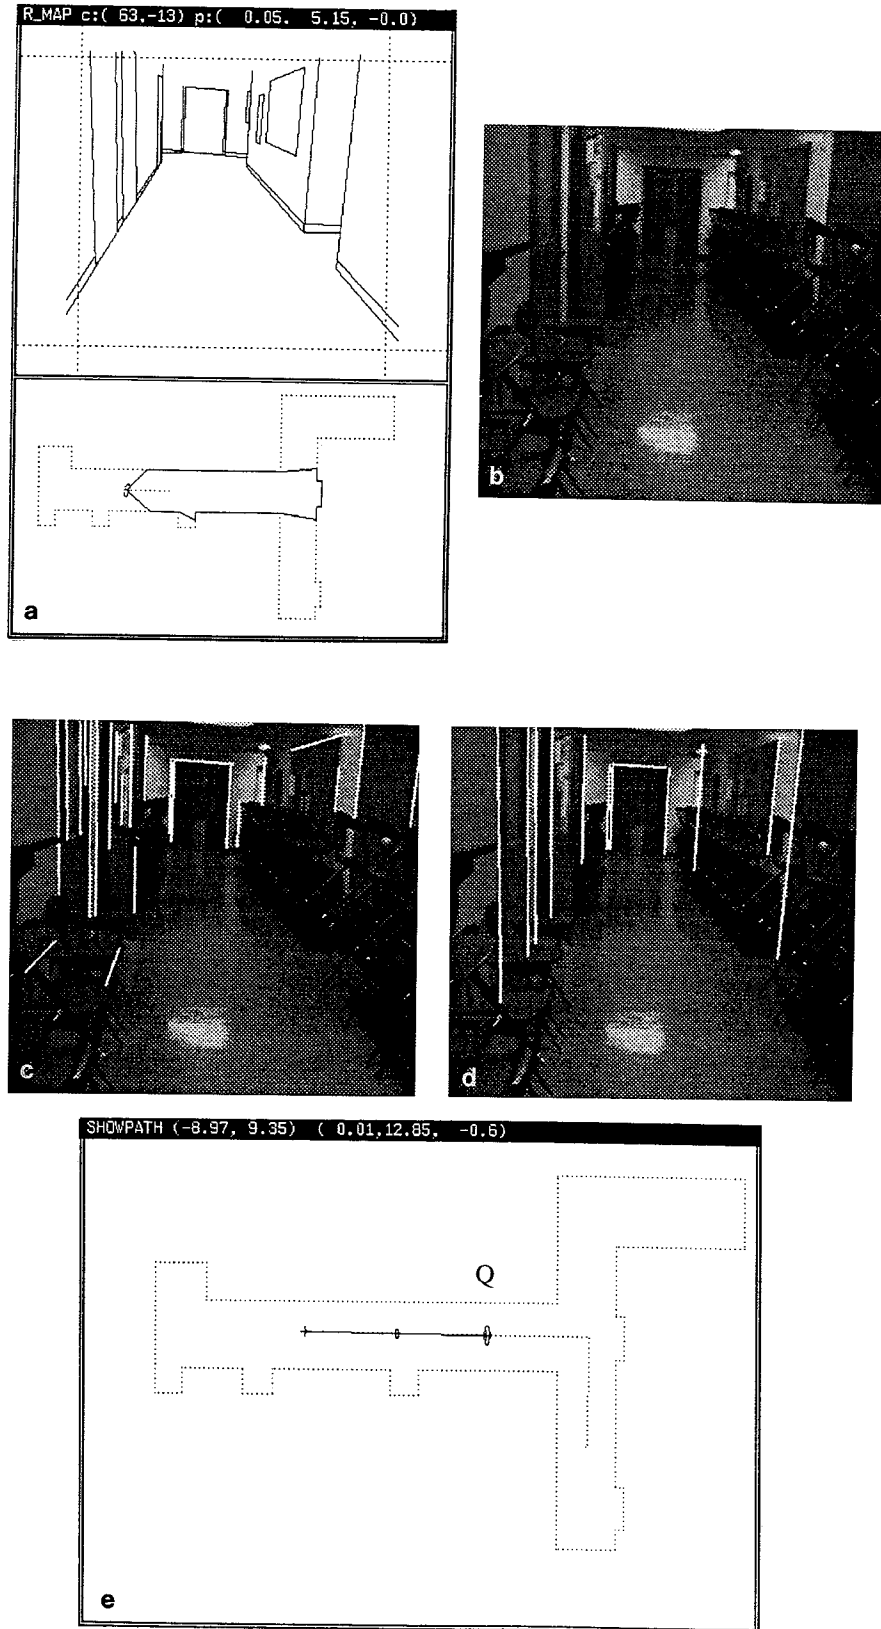 R_MAP c:( 63,-13) p:( 0.05. 5.15, -0.0)
a
b
c
d
SHOWPATH (-8.97, 9.35) ( 0.01,12.85, -0.6)
Q
e